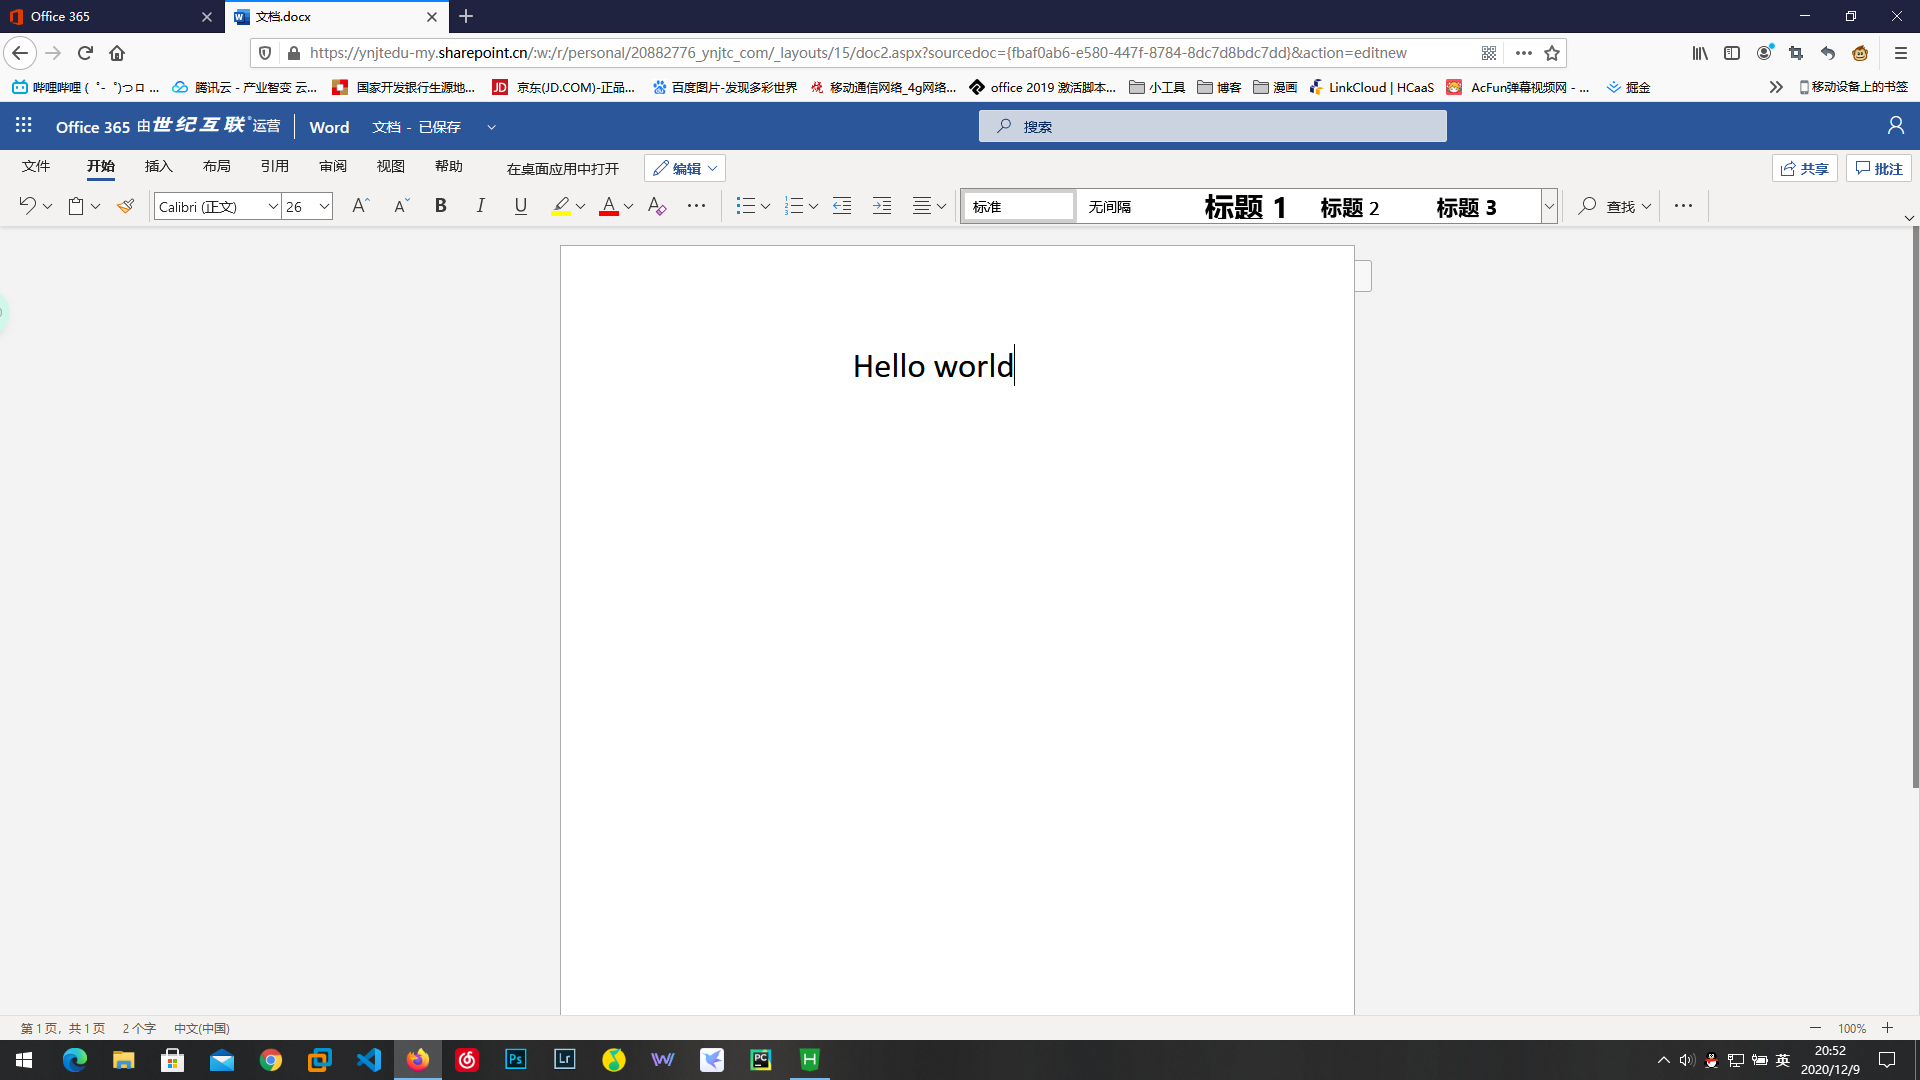 Office 365
文档.docx
https://ynjtedu-my.sharepoint.cn/:w:/r/personal/20882776_ynjtc_com/_layouts/15/doc2.aspx?sourcedoc={fbaf0ab6-e580-447f-8784-8dc7d8bdc7dd}&action=editnew
哔哩哔哩 (゜-゜)つロ ... 腾讯云 - 产业智变 云... 国家开发银行生源地... JD 京东(JD.COM)-正品... 百度图片-发现多彩世界 移动通信网络_4g网络... office 2019 激活脚本... 小工具 博客 漫画 LinkCloud | HCaaS AcFun弹幕视频网 - ... 掘金 移动设备上的书签
Office 365 由世纪互联运营 Word 文档 - 已保存 搜索
文件 开始 插入 布局 引用 审阅 视图 帮助 在桌面应用中打开 编辑 共享 批注
Calibri (正文) 26 A A B I U A A 标准 无间隔 标题 1 标题 2 标题 3 查找
Hello world
第 1 页，共 1 页 2 个字 中文(中国) 100%
Ps Lr PC H 英 20:52
2020/12/9